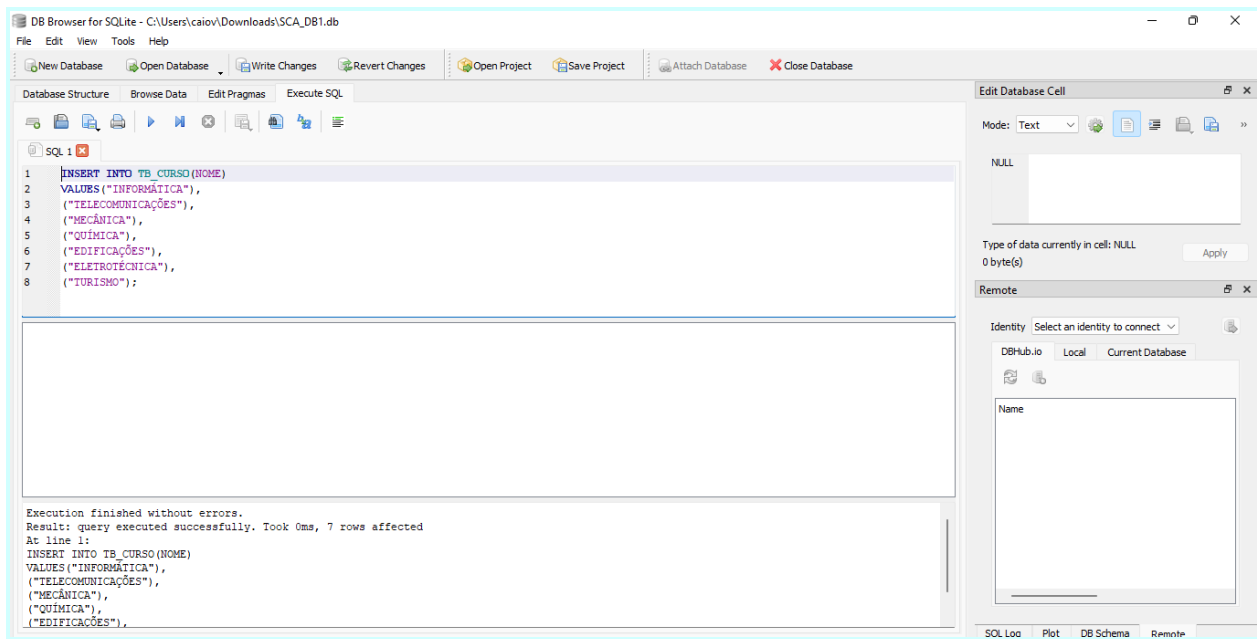 DB Browser for SQLite - C:\Users\caiov\Downloads\SCA_DB1.db
File Edit View Tools Help
New Database Open Database Write Changes Revert Changes Open Project Save Project Attach Database Close Database
Database Structure Browse Data Edit Pragmas Execute SQL
SQL 1
1 INSERT INTO TB_CURSO(NOME)
2 VALUES("INFORMÁTICA"),
3 ("TELECOMUNICAÇÕES"),
4 ("MECÂNICA"),
5 ("QUÍMICA"),
6 ("EDIFICAÇÕES"),
7 ("ELETROTÉCNICA"),
8 ("TURISMO");
Execution finished without errors.
Result: query executed successfully. Took 0ms, 7 rows affected
At line 1:
INSERT INTO TB_CURSO(NOME)
VALUES("INFORMÁTICA"),
("TELECOMUNICAÇÕES"),
("MECÂNICA"),
("QUÍMICA"),
("EDIFICAÇÕES"),
Edit Database Cell
Mode: Text
NULL
Type of data currently in cell: NULL
0 byte(s)
Apply
Remote
Identity Select an identity to connect
DBHub.io Local Current Database
Name
SQL Log Plot DB Schema Remote